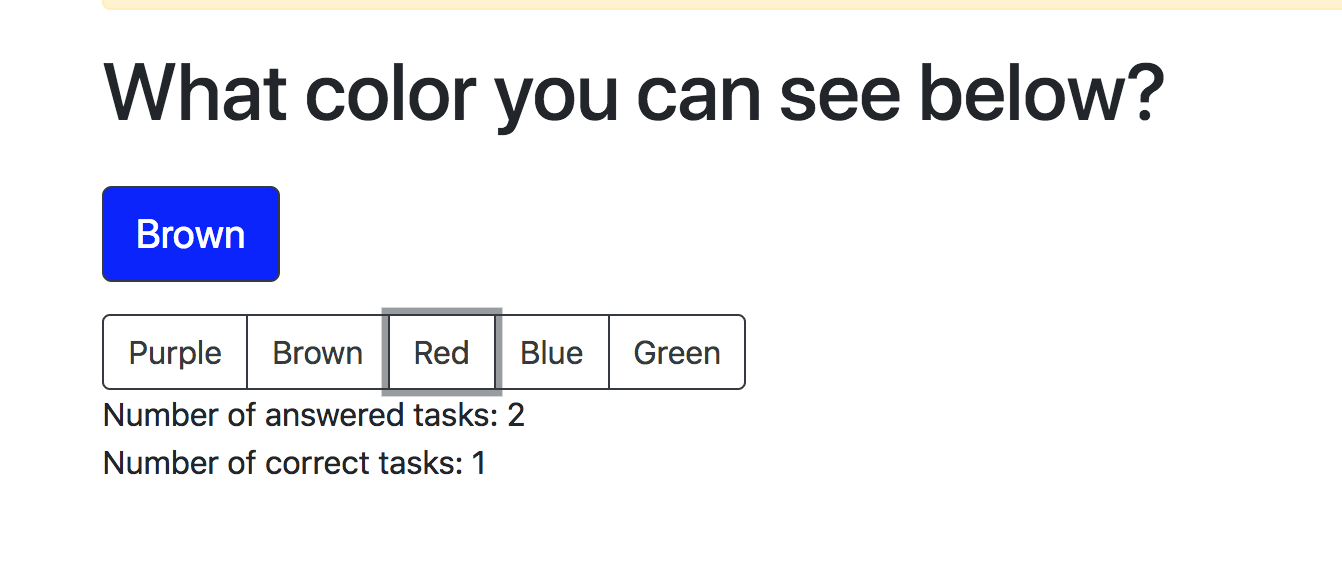 What color you can see below?
Brown
Purple Brown Red Blue Green
Number of answered tasks: 2
Number of correct tasks: 1